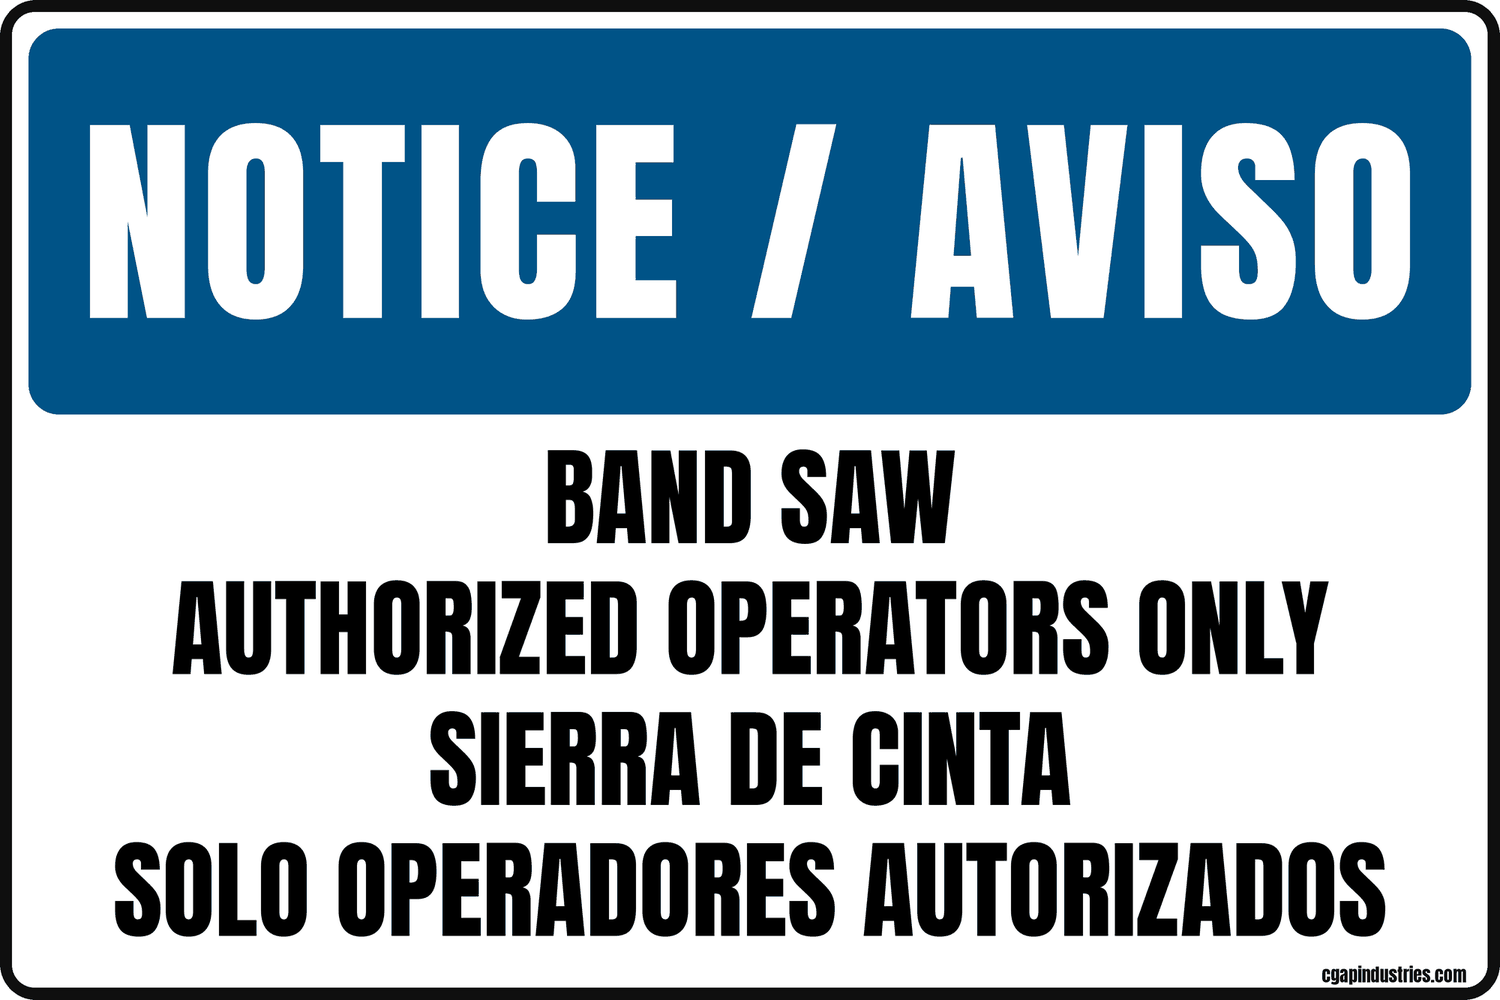 NOTICE / AVISO
BAND SAW
AUTHORIZED OPERATORS ONLY
SIERRA DE CINTA
SOLO OPERADORES AUTORIZADOS
cgapindustries.com